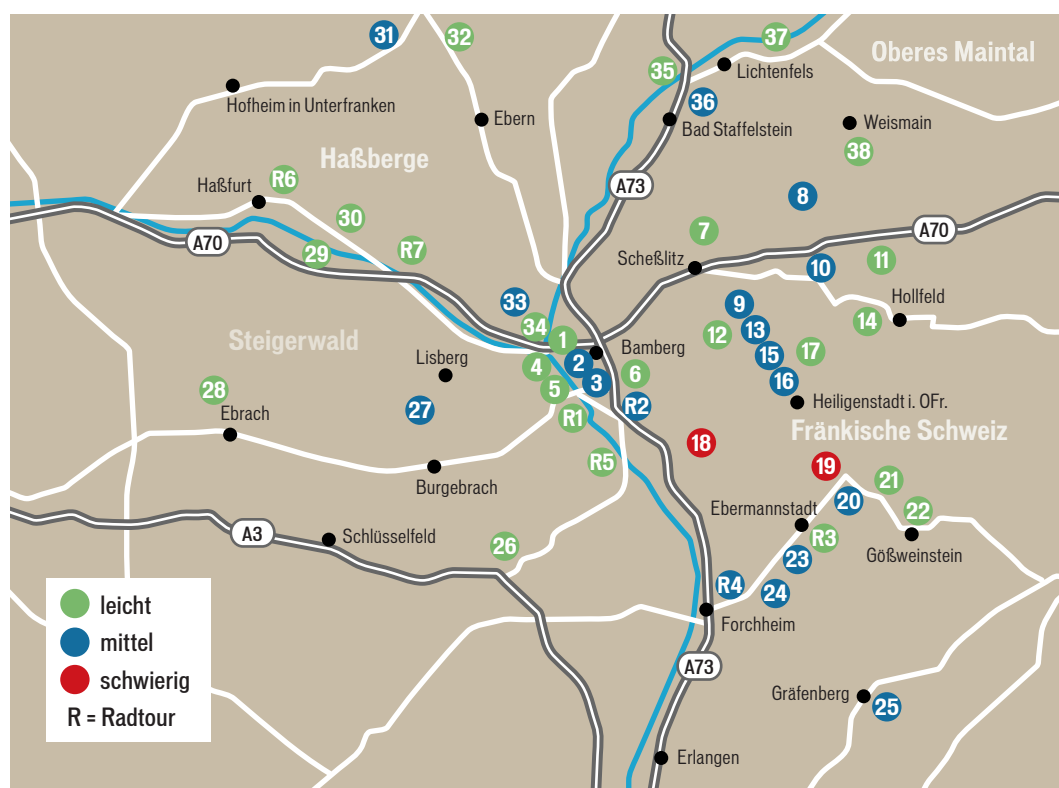 31
32
37
Oberes Maintal
35
Lichtenfels
Hofheim in Unterfranken
36
Ebern
Bad Staffelstein
Weismain
Haßberge
38
Haßfurt
R6
A73
8
30
7
A70
A70
29
R7
Scheßlitz
10
11
33
9
Hollfeld
34
1
12
13
14
Steigerwald
Lisberg
4
2
Bamberg
15
17
5
3
6
16
28
27
R1
R2
Heiligenstadt i. OFr.
Ebrach
18
Fränkische Schweiz
R5
19
Burgebrach
21
20
Ebermannstadt
22
A3
Schlüsselfeld
26
R3
Gößweinstein
23
R4
24
Forchheim
leicht
mittel
schwierig
R = Radtour
A73
Gräfenberg
25
Erlangen